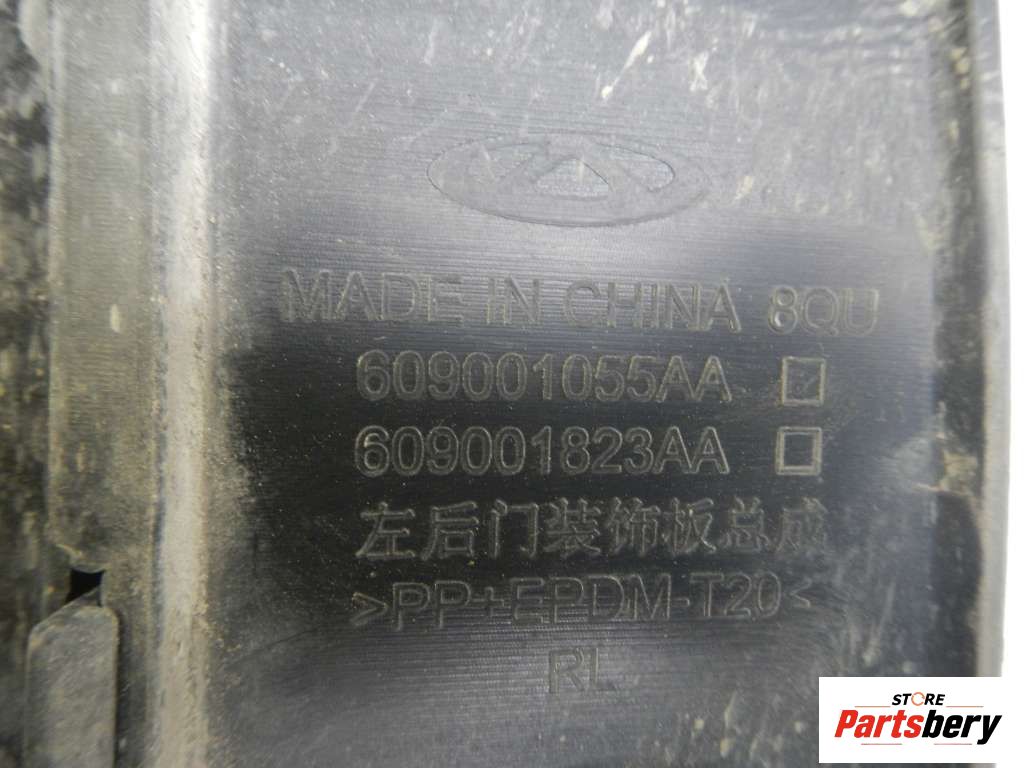 MADE IN CHINA 8QU
609001055AA ☑
609001823AA ☐
左后门装饰板总成
>PP+EPDM-T20<
RL
STORE
Partsbery